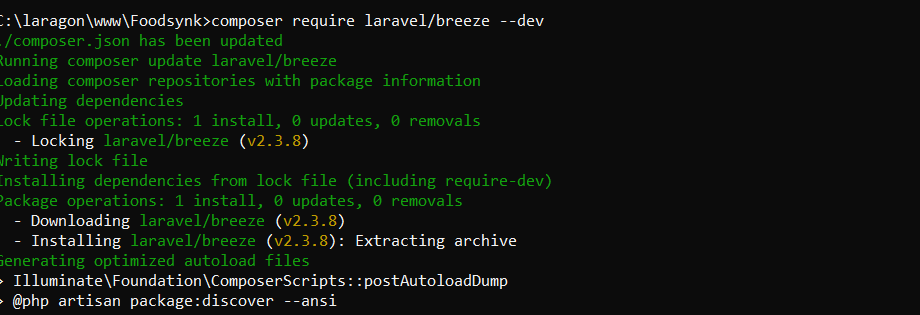 C:\laragon\www\Foodsynk>composer require laravel/breeze --dev
./composer.json has been updated
Running composer update laravel/breeze
Loading composer repositories with package information
Updating dependencies
Lock file operations: 1 install, 0 updates, 0 removals
  - Locking laravel/breeze (v2.3.8)
Writing lock file
Installing dependencies from lock file (including require-dev)
Package operations: 1 install, 0 updates, 0 removals
  - Downloading laravel/breeze (v2.3.8)
  - Installing laravel/breeze (v2.3.8): Extracting archive
Generating optimized autoload files
> Illuminate\Foundation\ComposerScripts::postAutoloadDump
> @php artisan package:discover --ansi